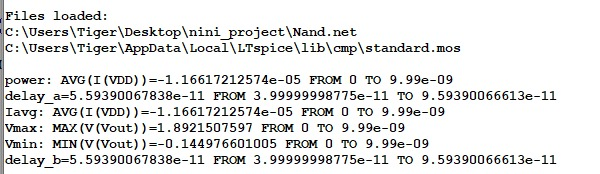 Files loaded:
C:\Users\Tiger\Desktop\nini_project\Nand.net
C:\Users\Tiger\AppData\Local\LTspice\lib\cmp\standard.mos
power: AVG(I(VDD))=-1.16617212574e-05 FROM 0 TO 9.99e-09
delay_a=5.59390067838e-11 FROM 3.99999998775e-11 TO 9.59390066613e-11
Iavg: AVG(I(VDD))=-1.16617212574e-05 FROM 0 TO 9.99e-09
Vmax: MAX(V(Vout))=1.8921507597 FROM 0 TO 9.99e-09
Vmin: MIN(V(Vout))=-0.144976601005 FROM 0 TO 9.99e-09
delay_b=5.59390067838e-11 FROM 3.99999998775e-11 TO 9.59390066613e-11